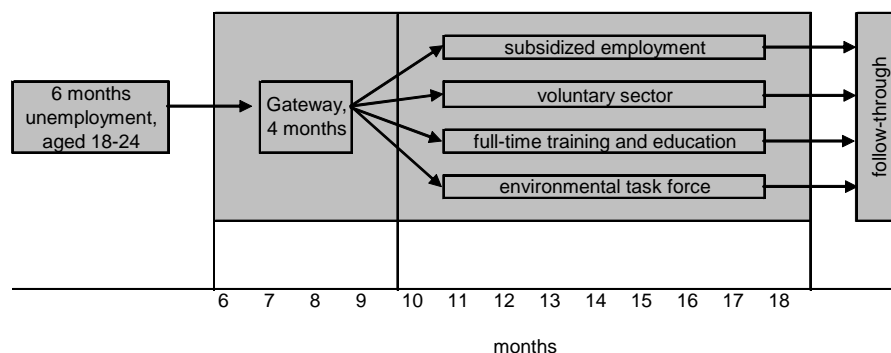 6 months
unemployment,
aged 18-24
Gateway,
4 months
subsidized employment
voluntary sector
full-time training and education
environmental task force
follow-through
6 7 8 9 10 11 12 13 14 15 16 17 18
months